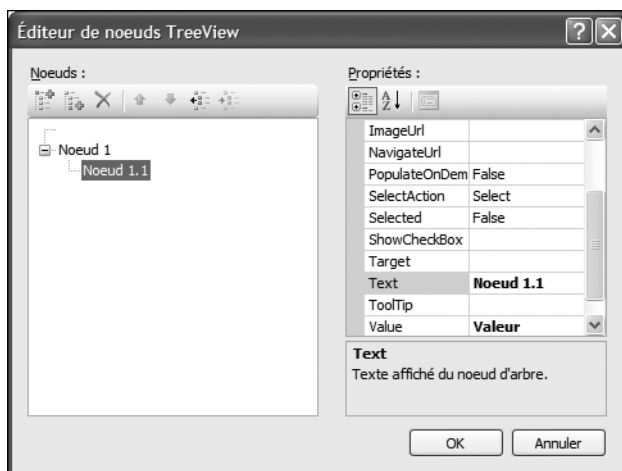 Éditeur de noeuds TreeView
Noeuds :
Noeud 1
Noeud 1.1
Propriétés :
ImageUrl
NavigateUrl
PopulateOnDem False
SelectAction Select
Selected False
ShowCheckBox
Target
Text Noeud 1.1
ToolTip
Value Valeur
Text
Texte affiché du noeud d'arbre.
OK Annuler